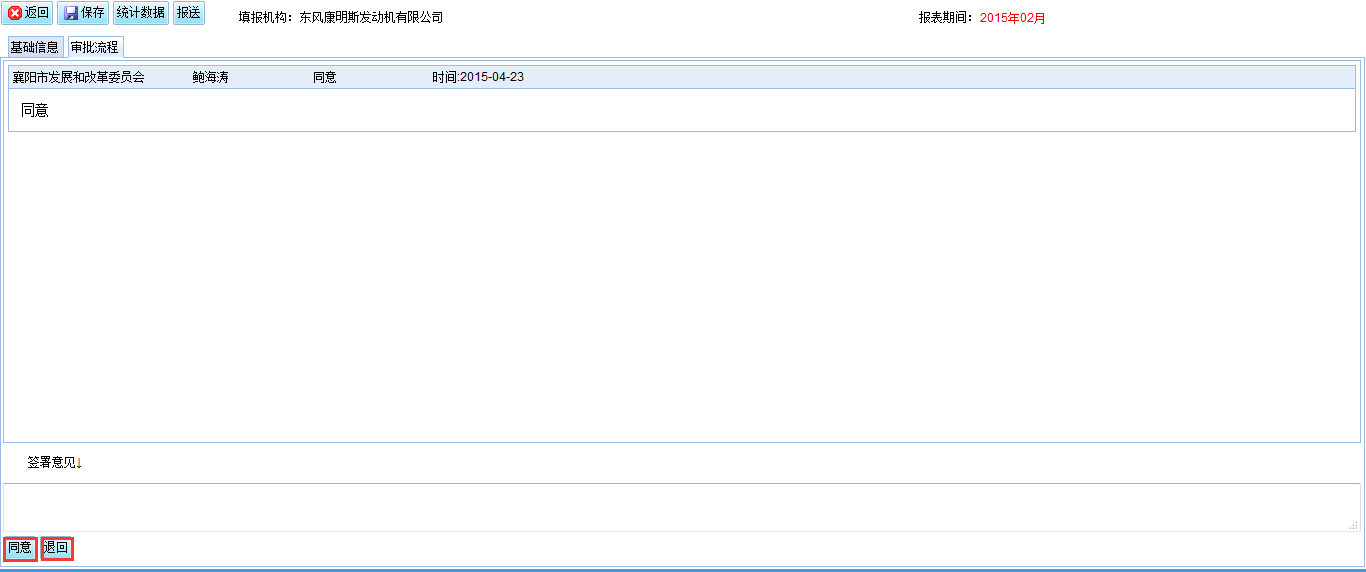 返回 保存 统计数据 报送 填报机构：东风康明斯发动机有限公司 报表期间：2015年02月
基础信息 审批流程
襄阳市发展和改革委员会 鲍海涛 同意 时间:2015-04-23
同意
签署意见↓
同意 退回